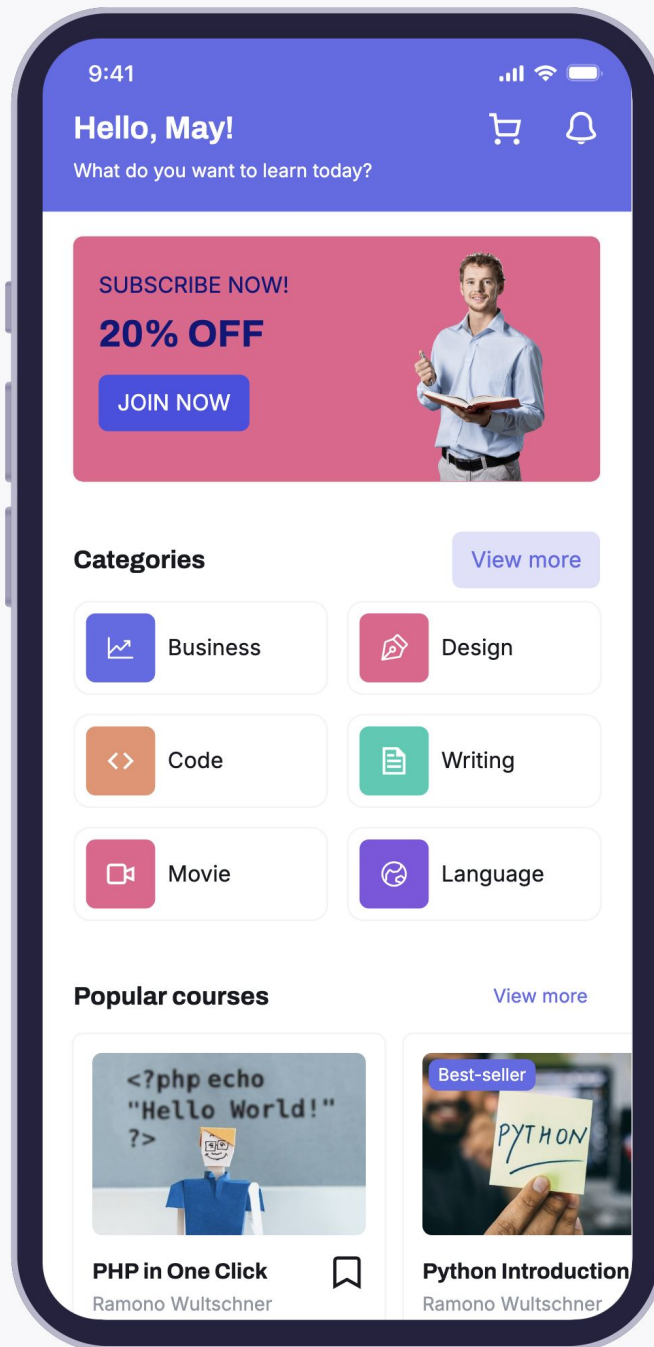 9:41
Hello, May!
What do you want to learn today?
SUBSCRIBE NOW!
20% OFF
JOIN NOW
Categories
View more
Business
Design
Code
Writing
Movie
Language
Popular courses
View more
<?php echo
"Hello World!"
?>
Best-seller
PYTHON
PHP in One Click
Ramono Wultschner
Python Introduction
Ramono Wultschner